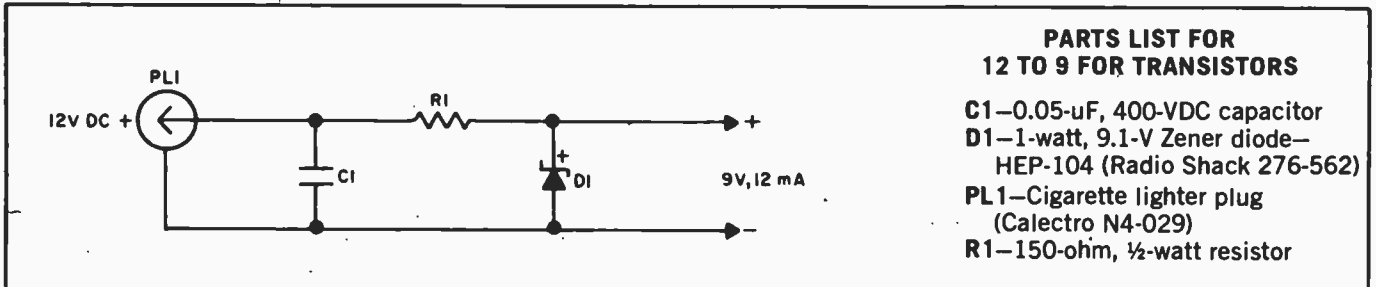 PL1
12V DC +
R1
+
C1
+
D1
9V, 12 mA
-
PARTS LIST FOR
12 TO 9 FOR TRANSISTORS
C1—0.05-uF, 400-VDC capacitor
D1—1-watt, 9.1-V Zener diode—
HEP-104 (Radio Shack 276-562)
PL1—Cigarette lighter plug
(Calectro N4-029)
R1—150-ohm, ½-watt resistor